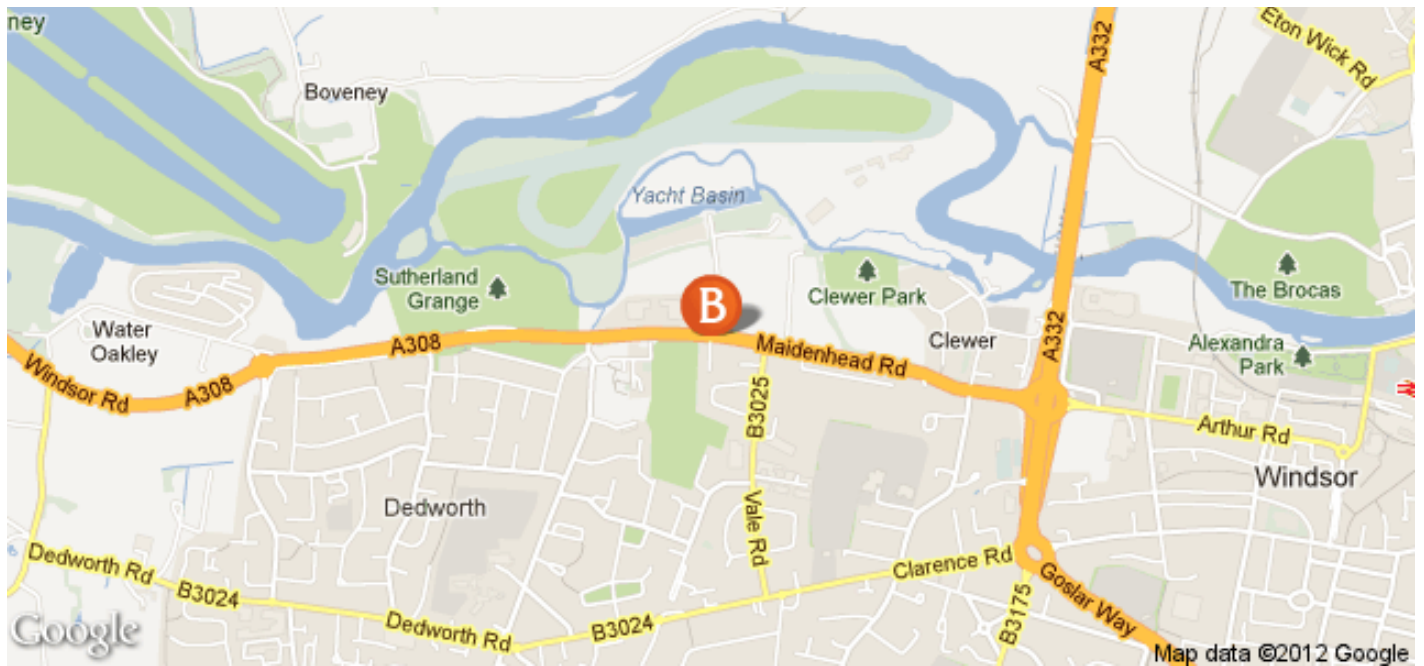 ney
Boveney
Eton Wick Rd
A332
Yacht Basin
Sutherland
Grange
Clewer Park
The Brocas
Water
Oakley
B
A308
Maidenhead Rd
Clewer
A332
Alexandra
Park
Windsor Rd
A308
B3025
Arthur Rd
Windsor
Dedworth
Vale Rd
Dedworth Rd
B3024
Clarence Rd
Goslar Way
B3175
Dedworth Rd
B3024
Google
Map data ©2012 Google